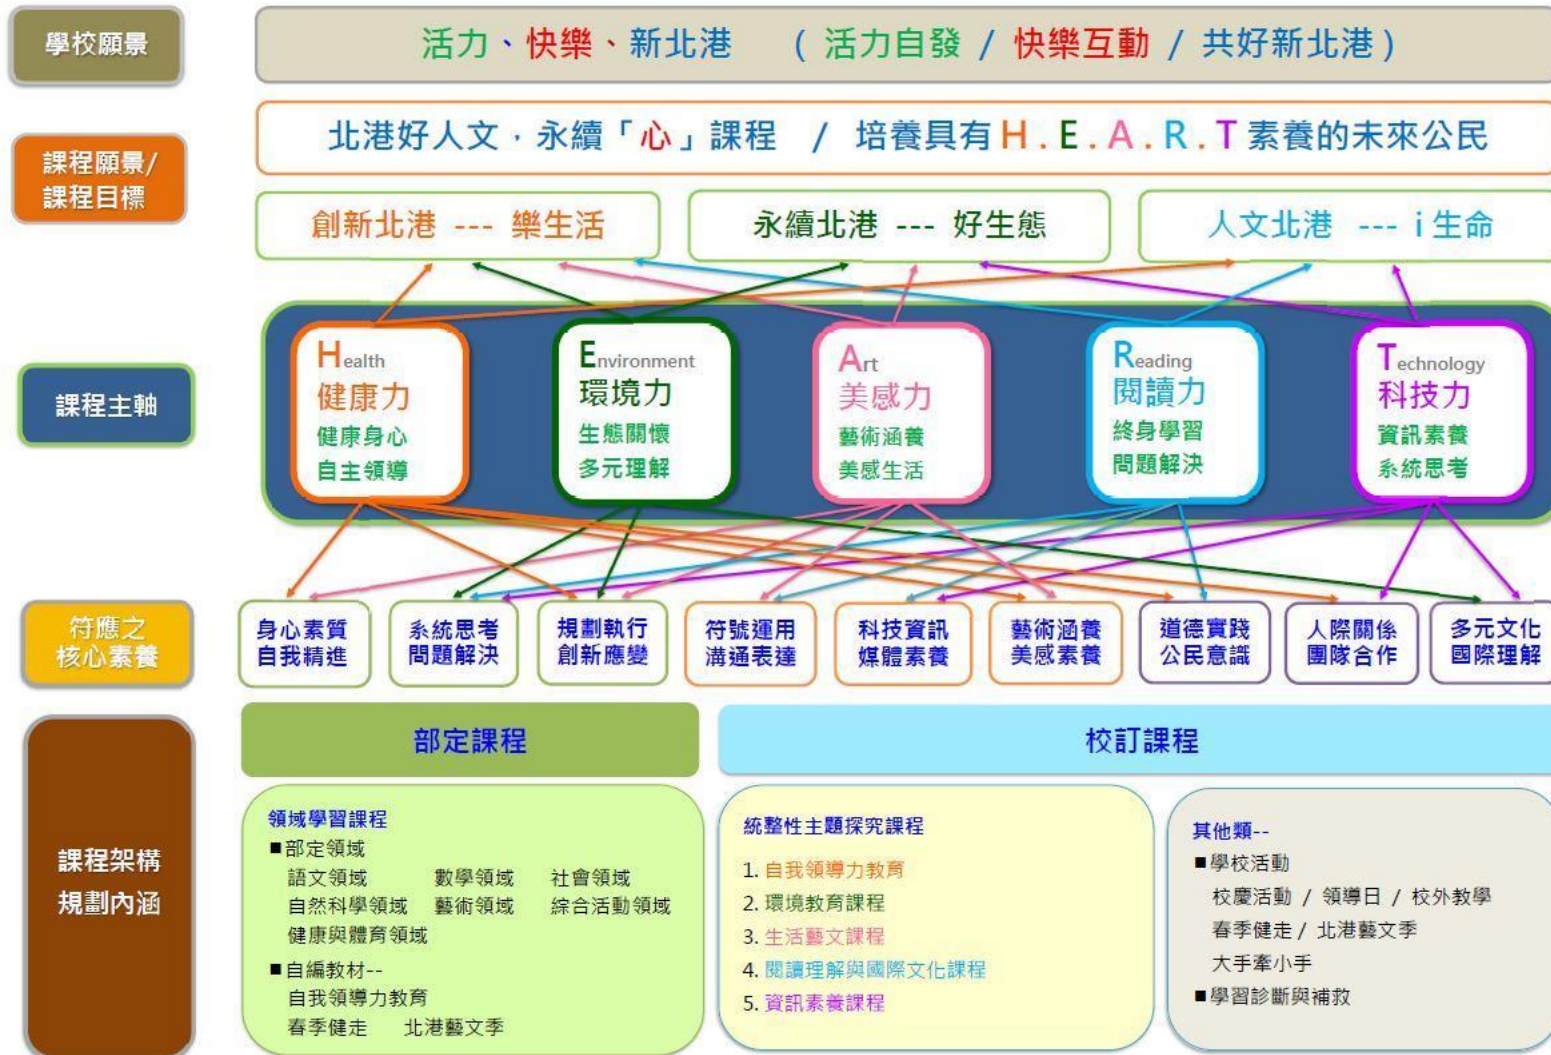 學校願景
活力、快樂、新北港 ( 活力自發 / 快樂互動 / 共好新北港 )
課程願景/
課程目標
北港好人文，永續「心」課程 / 培養具有H.E.A.R.T素養的未來公民
創新北港 --- 樂生活
永續北港 --- 好生態
人文北港 --- i生命
課程主軸
Health
健康力
健康身心
自主領導
Environment
環境力
生態關懷
多元理解
Art
美感力
藝術涵養
美感生活
Reading
閱讀力
終身學習
問題解決
Technology
科技力
資訊素養
系統思考
符應之
核心素養
身心素質
自我精進
系統思考
問題解決
規劃執行
創新應變
符號運用
溝通表達
科技資訊
媒體素養
藝術涵養
美感素養
道德實踐
公民意識
人際關係
團隊合作
多元文化
國際理解
課程架構
規劃內涵
部定課程
領域學習課程
■部定領域
語文領域 數學領域 社會領域
自然科學領域 藝術領域 綜合活動領域
健康與體育領域
■自編教材--
自我領導力教育
春季健走 北港藝文季
校訂課程
統整性主題探究課程
1. 自我領導力教育
2. 環境教育課程
3. 生活藝文課程
4. 閱讀理解與國際文化課程
5. 資訊素養課程
其他類--
■學校活動
校慶活動 / 領導日 / 校外教學
春季健走 / 北港藝文季
大手牽小手
■學習診斷與補救